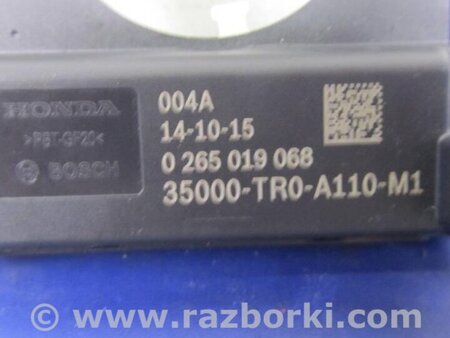 HONDA
>PBT-GF20<
BOSCH
004A
14-10-15
0 265 019 068
35000-TR0-A110-M1
© www.razborki.com